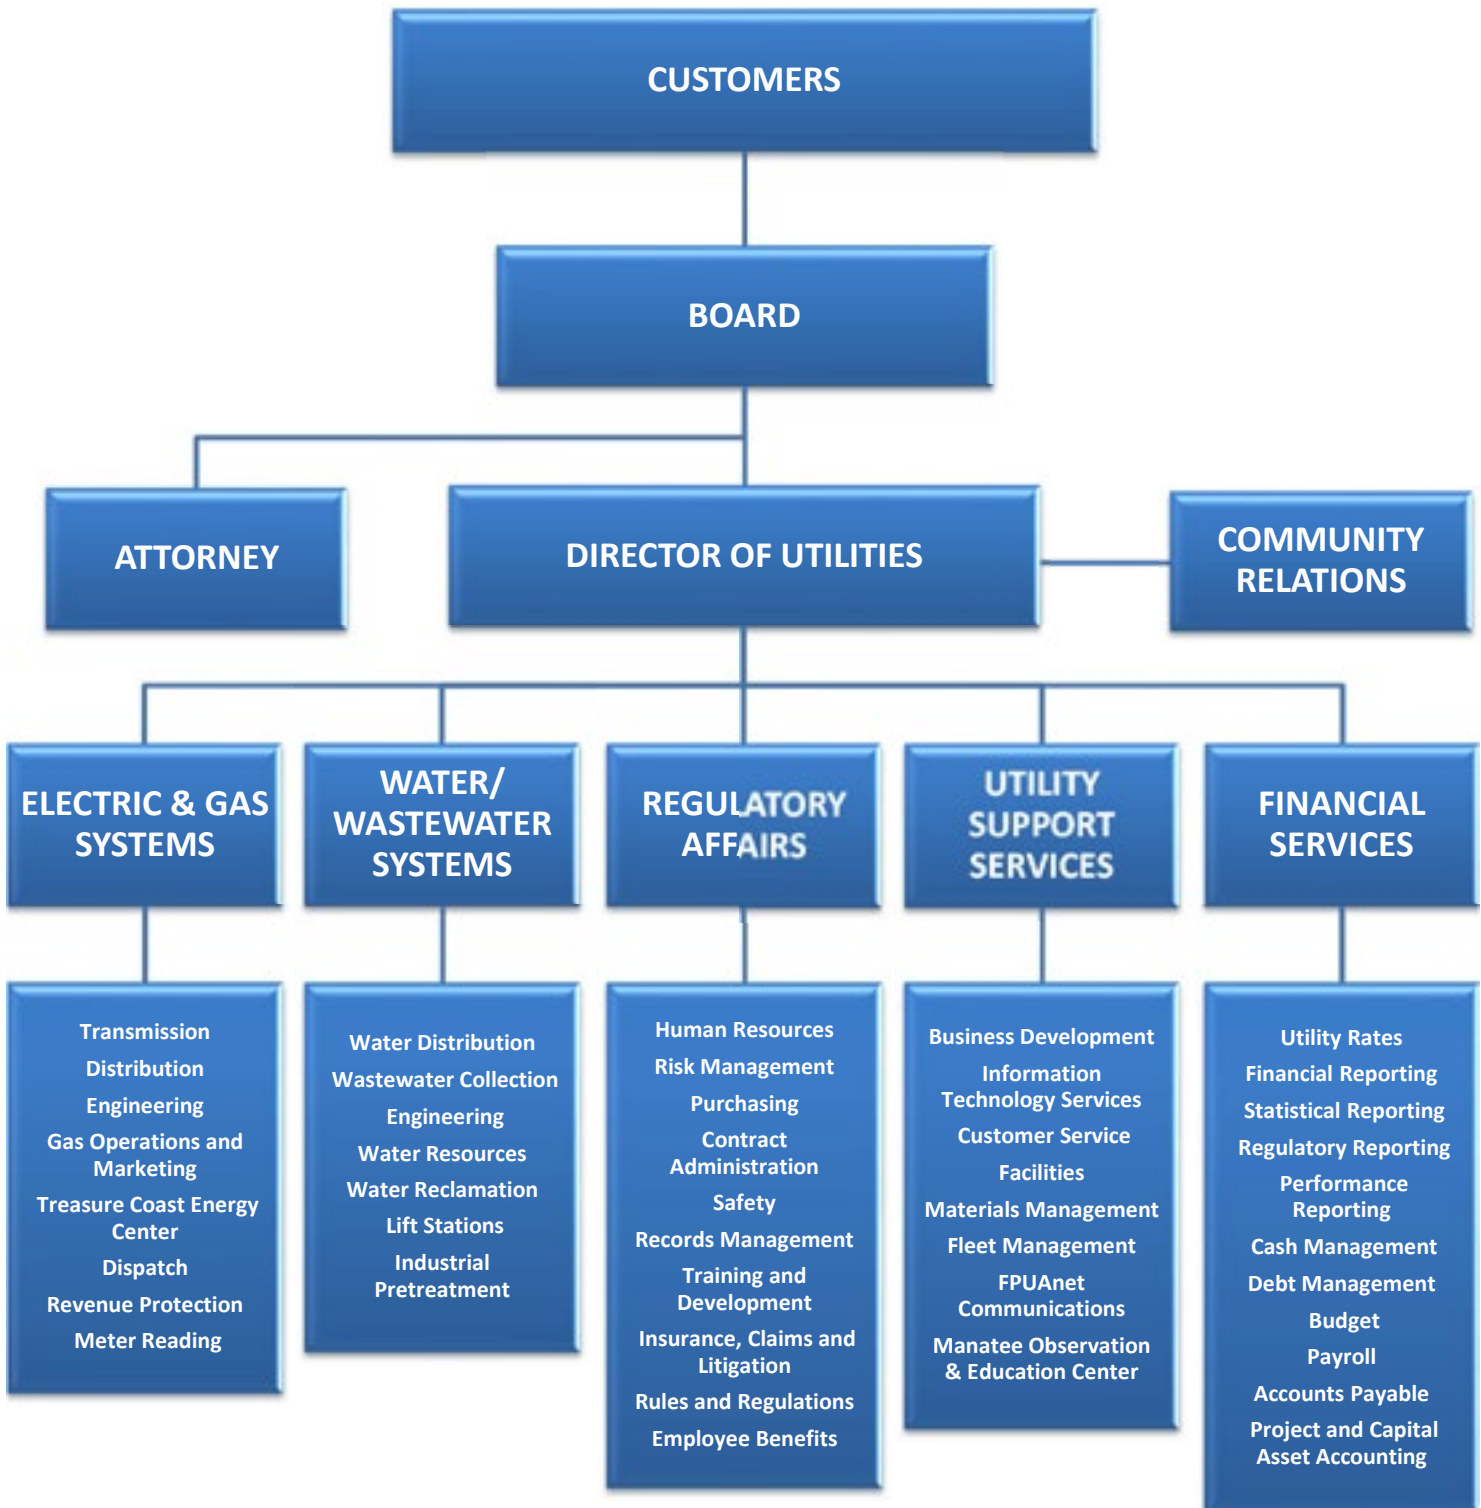 CUSTOMERS
BOARD
ATTORNEY
DIRECTOR OF UTILITIES
COMMUNITY
RELATIONS
ELECTRIC & GAS
SYSTEMS
WATER/
WASTEWATER
SYSTEMS
REGULATORY
AFFAIRS
UTILITY
SUPPORT
SERVICES
FINANCIAL
SERVICES
Transmission
Distribution
Engineering
Gas Operations and
Marketing
Treasure Coast Energy
Center
Dispatch
Revenue Protection
Meter Reading
Water Distribution
Wastewater Collection
Engineering
Water Resources
Water Reclamation
Lift Stations
Industrial
Pretreatment
Human Resources
Risk Management
Purchasing
Contract
Administration
Safety
Records Management
Training and
Development
Insurance, Claims and
Litigation
Rules and Regulations
Employee Benefits
Business Development
Information
Technology Services
Customer Service
Facilities
Materials Management
Fleet Management
FPUAnet
Communications
Manatee Observation
& Education Center
Utility Rates
Financial Reporting
Statistical Reporting
Regulatory Reporting
Performance
Reporting
Cash Management
Debt Management
Budget
Payroll
Accounts Payable
Project and Capital
Asset Accounting